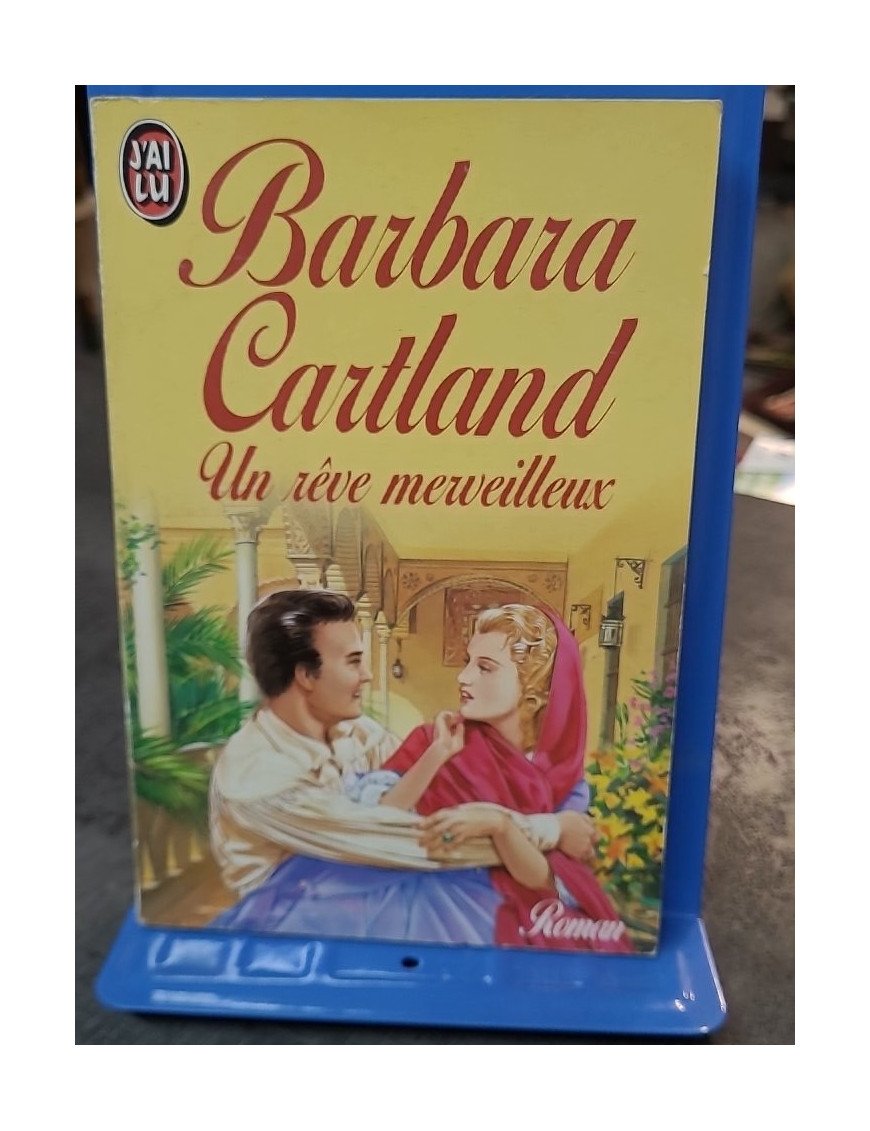 J'AI
LU
Barbara
Cartland
Un rêve merveilleux
Roman